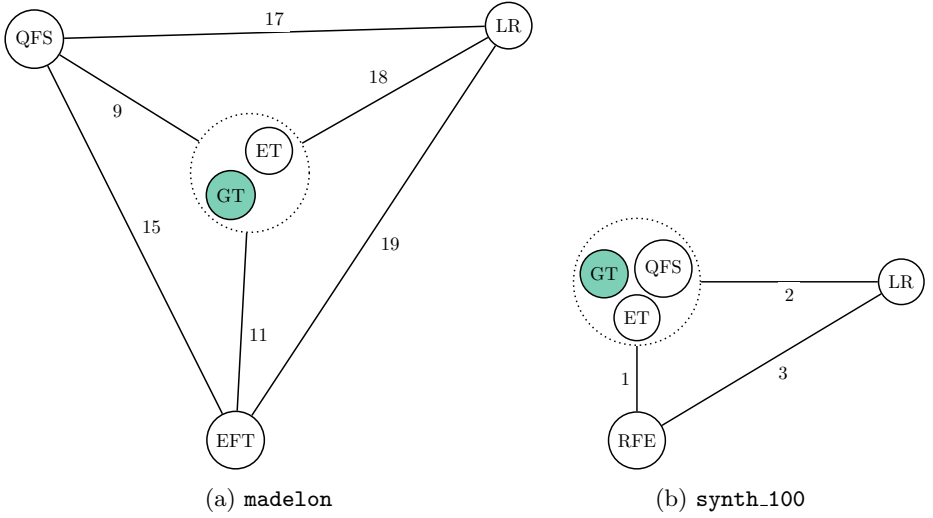 17
QFS
LR
18
9
ET
GT
15
19
GT
QFS
LR
2
ET
11
1
3
EFT
RFE
(a) madelon
(b) synth_100